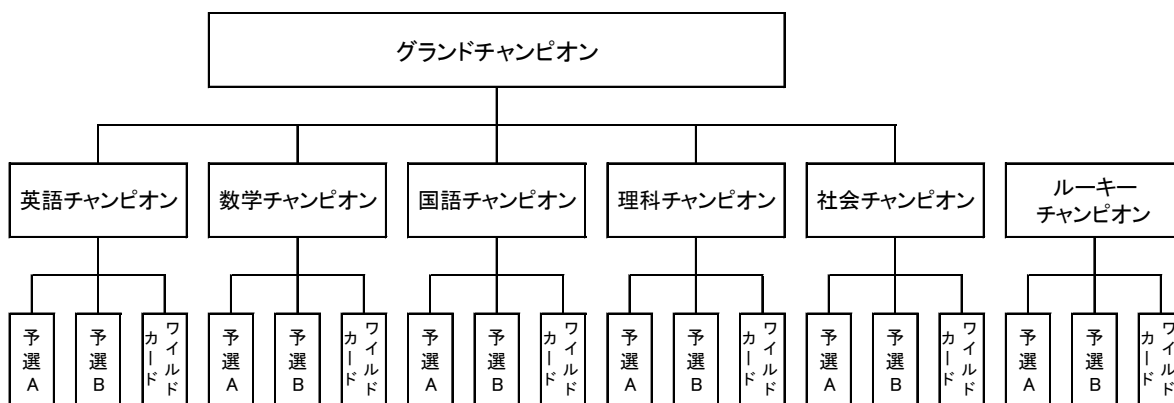 グランドチャンピオン
英語チャンピオン
数学チャンピオン
国語チャンピオン
理科チャンピオン
社会チャンピオン
ルーキー
チャンピオン
予選A
予選B
ワイルド
カード
予選A
予選B
ワイルド
カード
予選A
予選B
ワイルド
カード
予選A
予選B
ワイルド
カード
予選A
予選B
ワイルド
カード
予選A
予選B
ワイルド
カード